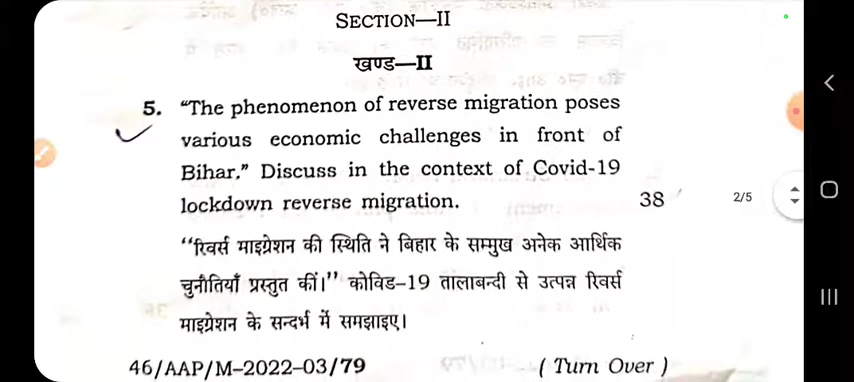 SECTION—II
खण्ड—II
5. “The phenomenon of reverse migration poses
various economic challenges in front of
Bihar.” Discuss in the context of Covid-19
lockdown reverse migration. 38
2/5
‘‘रिवर्स माइग्रेशन की स्थिति ने बिहार के सम्मुख अनेक आर्थिक
चुनौतियाँ प्रस्तुत कीं।’’ कोविड-19 तालाबन्दी से उत्पन्न रिवर्स
माइग्रेशन के सन्दर्भ में समझाइए।
46/AAP/M-2022-03/79 ( Turn Over )